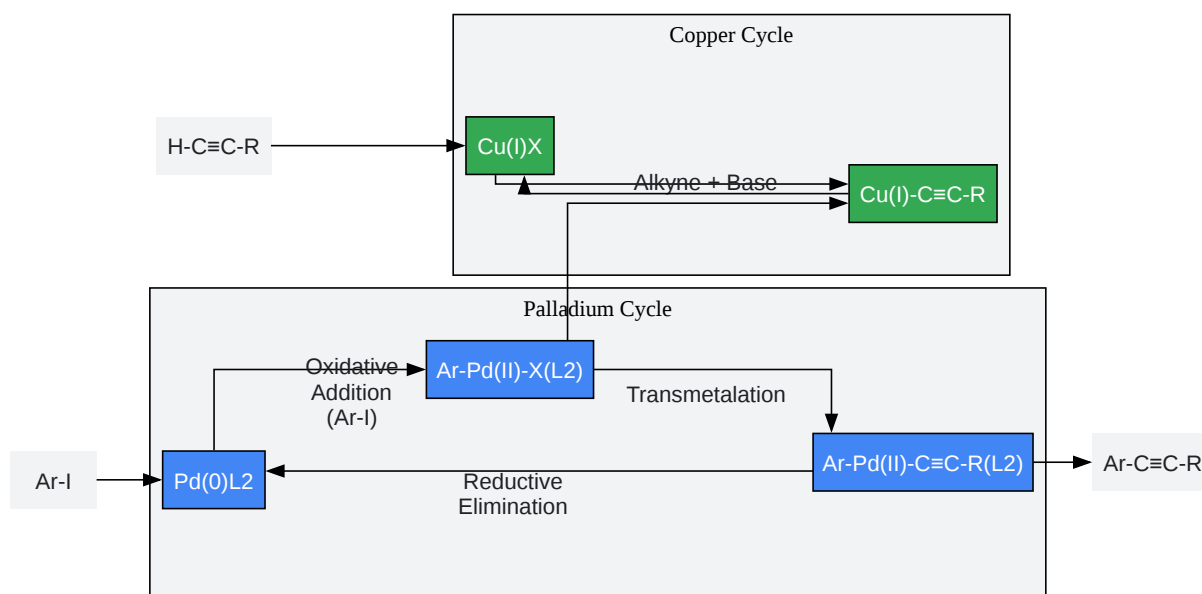 Copper Cycle
H-C≡C-R
Cu(I)X
Alkyne + Base
Cu(I)-C≡C-R
Palladium Cycle
Oxidative
Addition
(Ar-I)
Ar-Pd(II)-X(L2)
Transmetalation
Ar-I
Pd(0)L2
Reductive
Elimination
Ar-Pd(II)-C≡C-R(L2)
Ar-C≡C-R